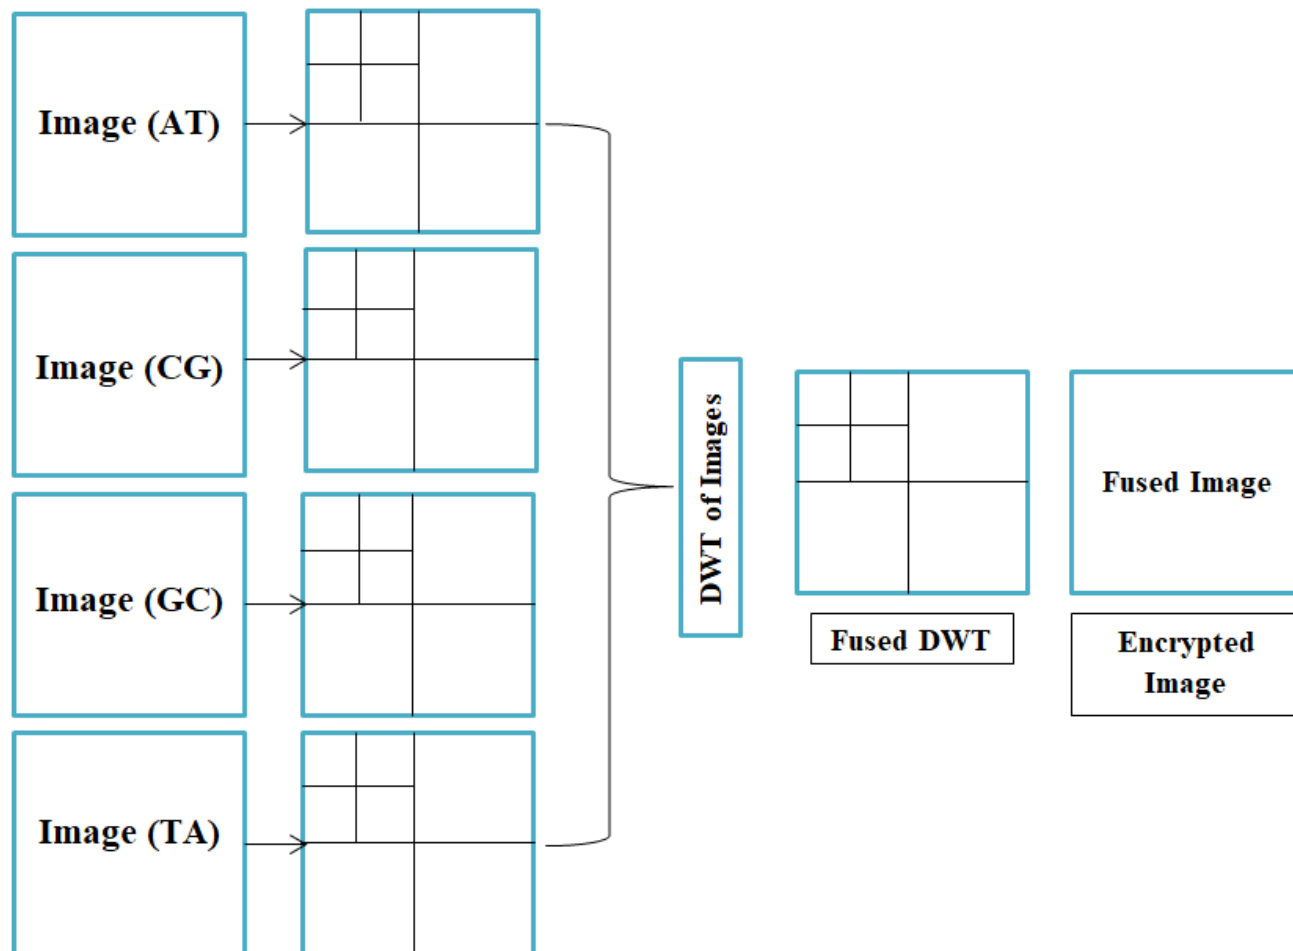 Image (AT)
Image (CG)
Image (GC)
Image (TA)
DWT of Images
Fused DWT
Fused Image
Encrypted
Image